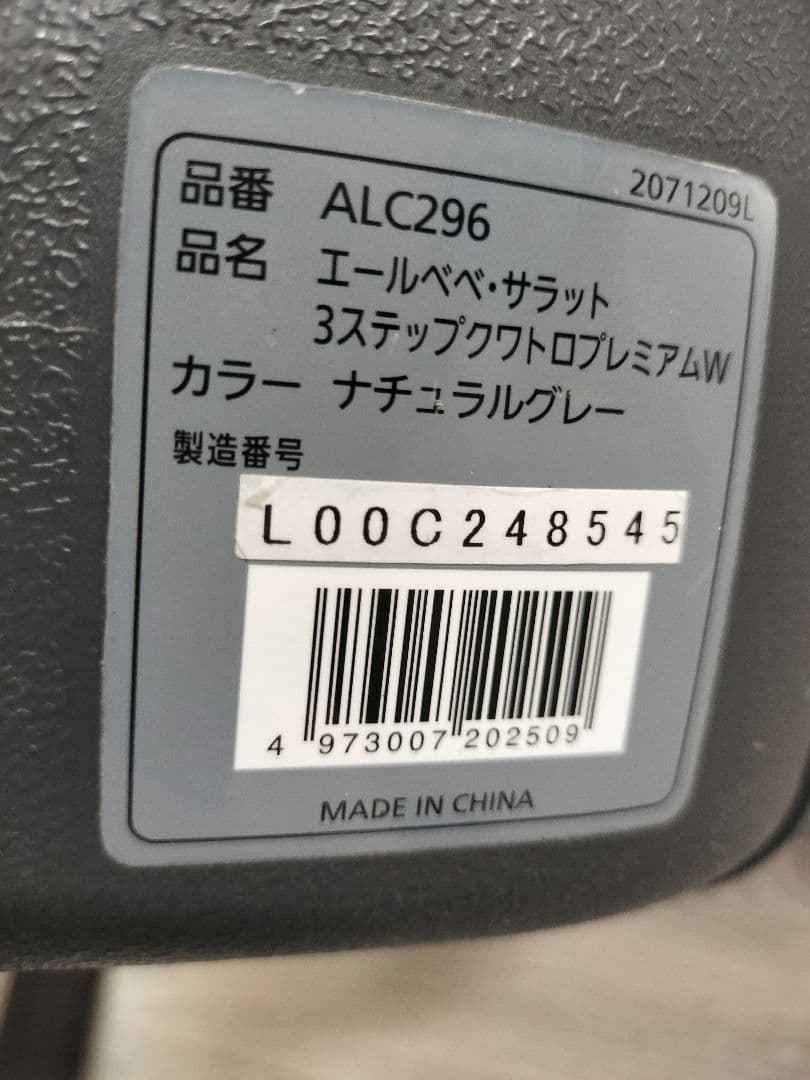 2071209L
品番 ALC296
品名 エールベベ・サラット
3ステップクワトロプレミアムW
カラー ナチュラルグレー
製造番号
L00C248545
4 973007 202509
MADE IN CHINA